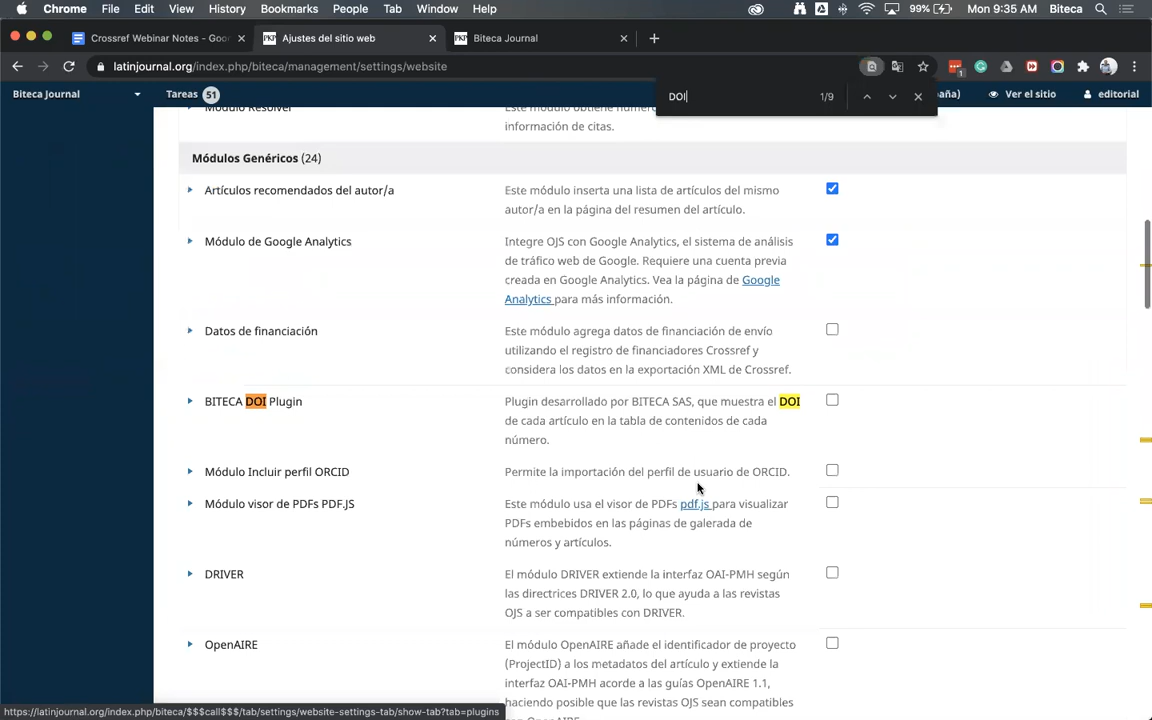 Chrome File Edit View History Bookmarks People Tab Window Help 99% Mon 9:35 AM Biteca
Crossref Webinar Notes - Goo
PKP Ajustes del sitio web
PKP Biteca Journal
latinjournal.org/index.php/biteca/management/settings/website
1
Biteca Journal Tareas 51 aña) Ver el sitio editorial
DOI 1/9
Módulo Resolver
Este módulo obtiene
información de citas.
Módulos Genéricos (24)
Artículos recomendados del autor/a
Este módulo inserta una lista de artículos del mismo
autor/a en la página del resumen del artículo.
Módulo de Google Analytics
Integre OJS con Google Analytics, el sistema de análisis
de tráfico web de Google. Requiere una cuenta previa
creada en Google Analytics. Vea la página de Google
Analytics para más información.
Datos de financiación
Este módulo agrega datos de financiación de envío
utilizando el registro de financiadores Crossref y
considera los datos en la exportación XML de Crossref.
BITECA DOI Plugin
Plugin desarrollado por BITECA SAS, que muestra el DOI
de cada artículo en la tabla de contenidos de cada
número.
Módulo Incluir perfil ORCID
Permite la importación del perfil de usuario de ORCID.
Módulo visor de PDFs PDF.JS
Este módulo usa el visor de PDFs pdf.js para visualizar
PDFs embebidos en las páginas de galerada de
números y artículos.
DRIVER
El módulo DRIVER extiende la interfaz OAI-PMH según
las directrices DRIVER 2.0, lo que ayuda a las revistas
OJS a ser compatibles con DRIVER.
OpenAIRE
El módulo OpenAIRE añade el identificador de proyecto
(ProjectID) a los metadatos del artículo y extiende la
interfaz OAI-PMH acorde a las guías OpenAIRE 1.1,
haciendo posible que las revistas OJS sean compatibles
con OpenAIRE.
https://latinjournal.org/index.php/biteca/$$$call$$$/tab/settings/website-settings-tab/show-tab?tab=plugins